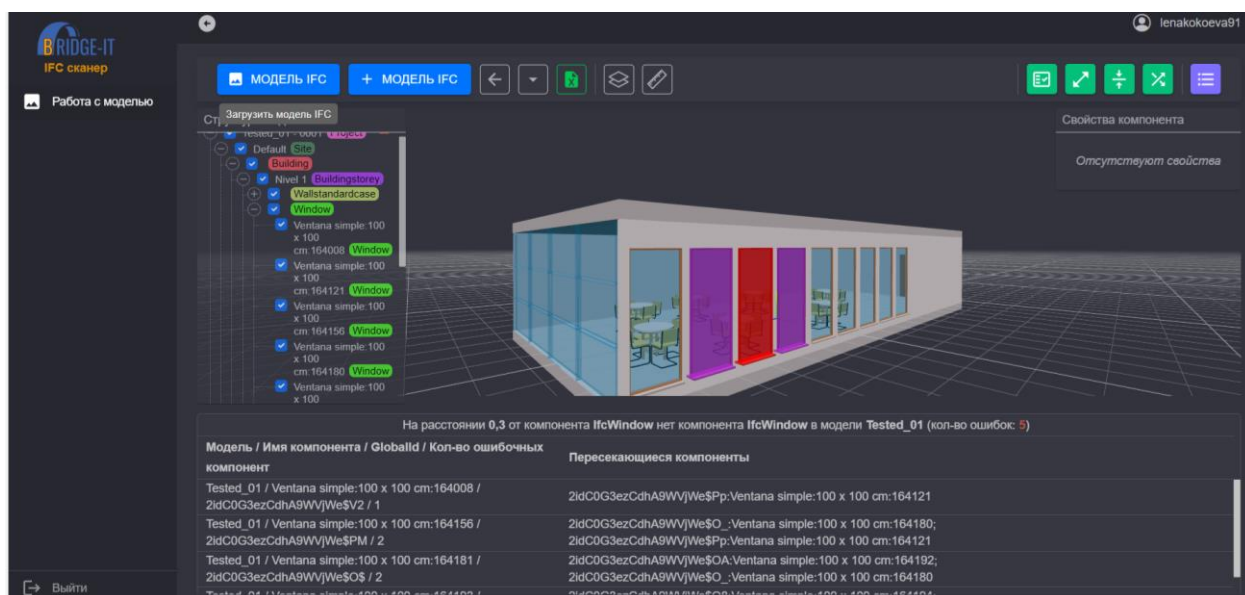 BRIDGE-IT
IFC сканер
Работа с моделью
Выйти
lenakokoeva91
МОДЕЛЬ IFC
+ МОДЕЛЬ IFC
Загрузить модель IFC
Tested_01 - 0001 Project
Default Site
Building
Nivel 1 Buildingstorey
Wallstandardcase
Window
Ventana simple:100
x 100
cm:164008 Window
Ventana simple:100
x 100
cm:164121 Window
Ventana simple:100
x 100
cm:164156 Window
Ventana simple:100
x 100
cm:164180 Window
Ventana simple:100
x 100
Свойства компонента
Отсутствуют свойства
На расстоянии 0,3 от компонента IfcWindow нет компонента IfcWindow в модели Tested_01 (кол-во ошибок: 5)
Модель / Имя компонента / GlobalId / Кол-во ошибочных
компонент
Пересекающиеся компоненты
Tested_01 / Ventana simple:100 x 100 cm:164008 /
2idC0G3ezCdhA9WVjWe$V2 / 1
2idC0G3ezCdhA9WVjWe$Pp:Ventana simple:100 x 100 cm:164121
Tested_01 / Ventana simple:100 x 100 cm:164156 /
2idC0G3ezCdhA9WVjWe$PM / 2
2idC0G3ezCdhA9WVjWe$O_:Ventana simple:100 x 100 cm:164180;
2idC0G3ezCdhA9WVjWe$Pp:Ventana simple:100 x 100 cm:164121
Tested_01 / Ventana simple:100 x 100 cm:164181 /
2idC0G3ezCdhA9WVjWe$O$ / 2
2idC0G3ezCdhA9WVjWe$OA:Ventana simple:100 x 100 cm:164192;
2idC0G3ezCdhA9WVjWe$O_:Ventana simple:100 x 100 cm:164180